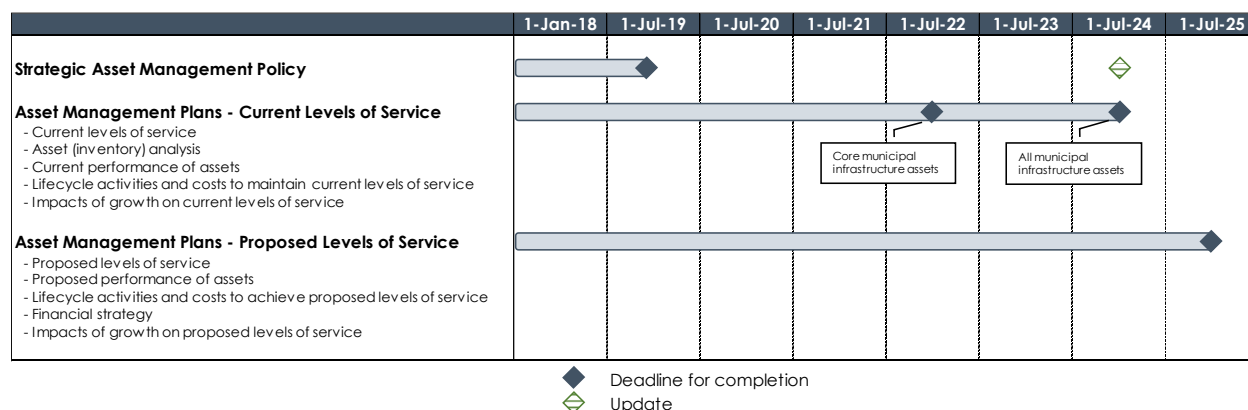 1-Jan-18 1-Jul-19 1-Jul-20 1-Jul-21 1-Jul-22 1-Jul-23 1-Jul-24 1-Jul-25
Strategic Asset Management Policy
Asset Management Plans - Current Levels of Service
- Current levels of service
- Asset (inventory) analysis
- Current performance of assets
- Lifecycle activities and costs to maintain current levels of service
- Impacts of growth on current levels of service
Core municipal
infrastructure assets
All municipal
infrastructure assets
Asset Management Plans - Proposed Levels of Service
- Proposed levels of service
- Proposed performance of assets
- Lifecycle activities and costs to achieve proposed levels of service
- Financial strategy
- Impacts of growth on proposed levels of service
Deadline for completion
Update